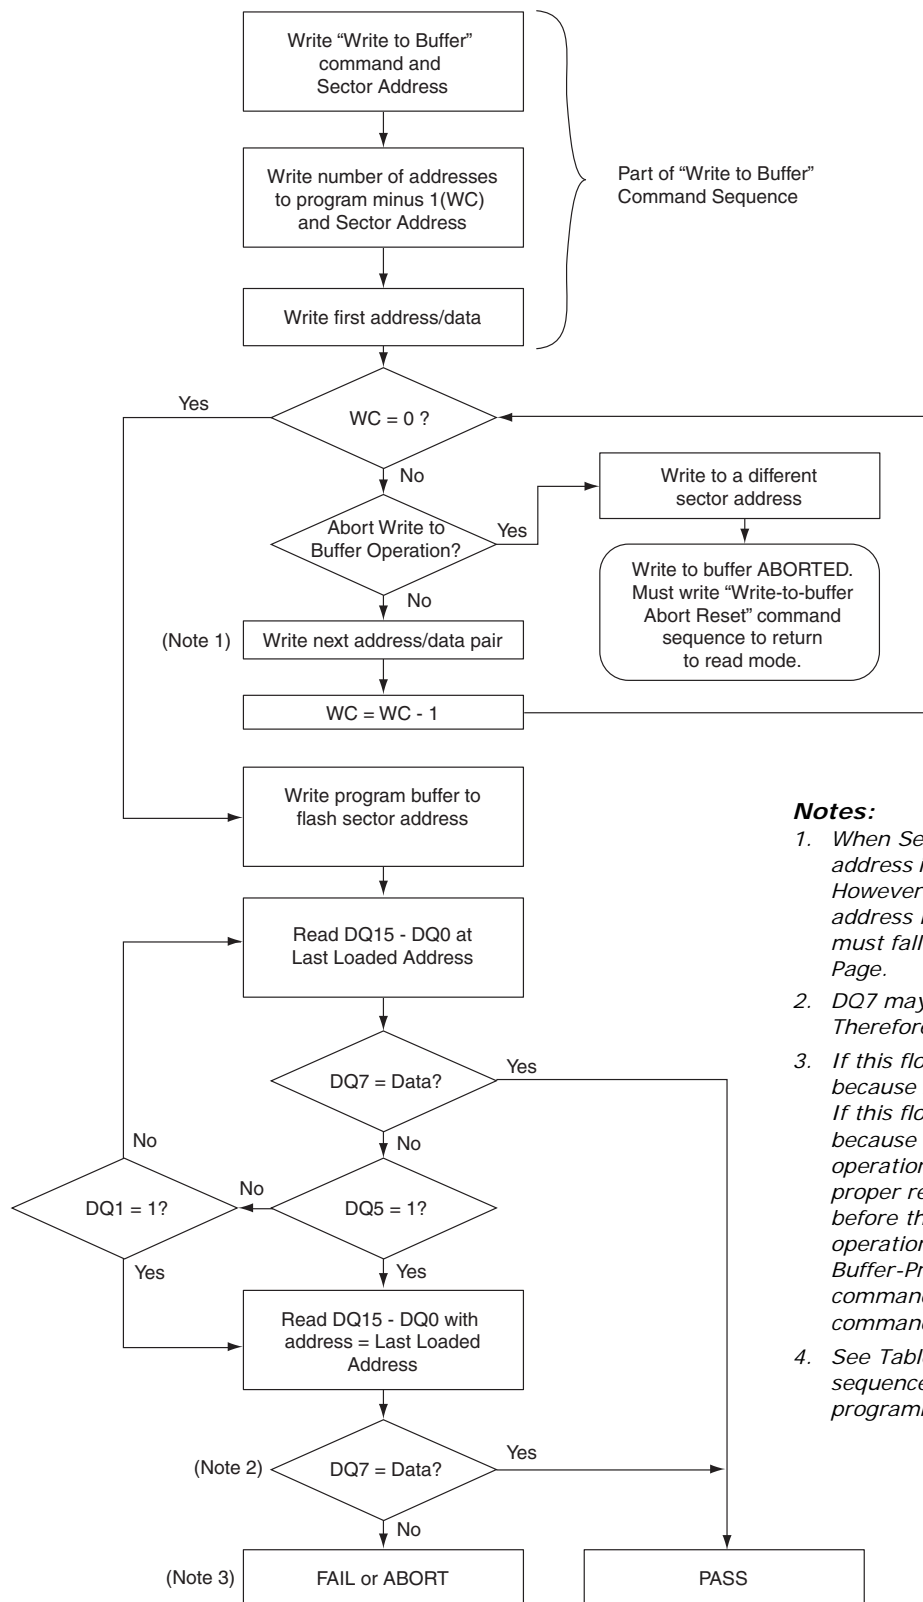 Write “Write to Buffer”
command and
Sector Address
Write number of addresses
to program minus 1(WC)
and Sector Address
Part of “Write to Buffer”
Command Sequence
Write first address/data
Yes
WC = 0 ?
No
Write to a different
sector address
Abort Write to
Buffer Operation?
Yes
No
Write to buffer ABORTED.
Must write “Write-to-buffer
Abort Reset” command
sequence to return
to read mode.
(Note 1)
Write next address/data pair
WC = WC - 1
Write program buffer to
flash sector address
Notes:
1. When Se
address
However
address
must fall
Page.
2. DQ7 may
Therefore
3. If this flo
because
If this flo
because
operation
proper re
before th
operation
Buffer-Pr
command
command
4. See Table
sequence
program
Read DQ15 - DQ0 at
Last Loaded Address
DQ7 = Data?
Yes
No
No
DQ1 = 1?
No
DQ5 = 1?
Yes
Yes
Read DQ15 - DQ0 with
address = Last Loaded
Address
(Note 2)
DQ7 = Data?
Yes
No
(Note 3)
FAIL or ABORT
PASS